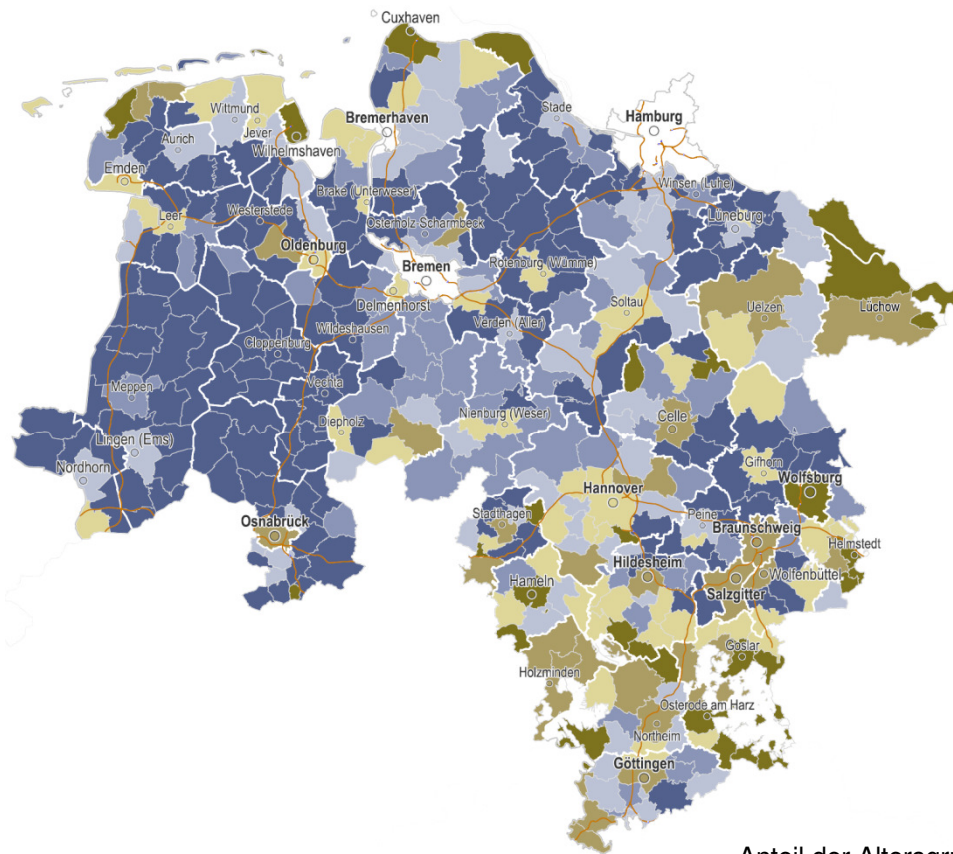 Cuxhaven
Wittmund
Stade
Hamburg
Bremerhaven
Jever
Aurich
Wilhelmshaven
Emden
Brake (Unterweser)
Winsen (Luhe)
Leer
Westerstede
Osterholz Scharmbeck
Lüneburg
Oldenburg
Bremen
Rotenburg (Wümme)
Delmenhorst
Soltau
Uelzen
Lüchow
Wildeshausen
Verden (Aller)
Cloppenburg
Meppen
Vechta
Diepholz
Nienburg (Weser)
Celle
Lingen (Ems)
Nordhorn
Gifhorn
Hannover
Wolfsburg
Stadthagen
Peine
Osnabrück
Braunschweig
Helmstedt
Hildesheim
Wolfenbüttel
Hameln
Salzgitter
Goslar
Holzminden
Osterode am Harz
Northeim
Göttingen